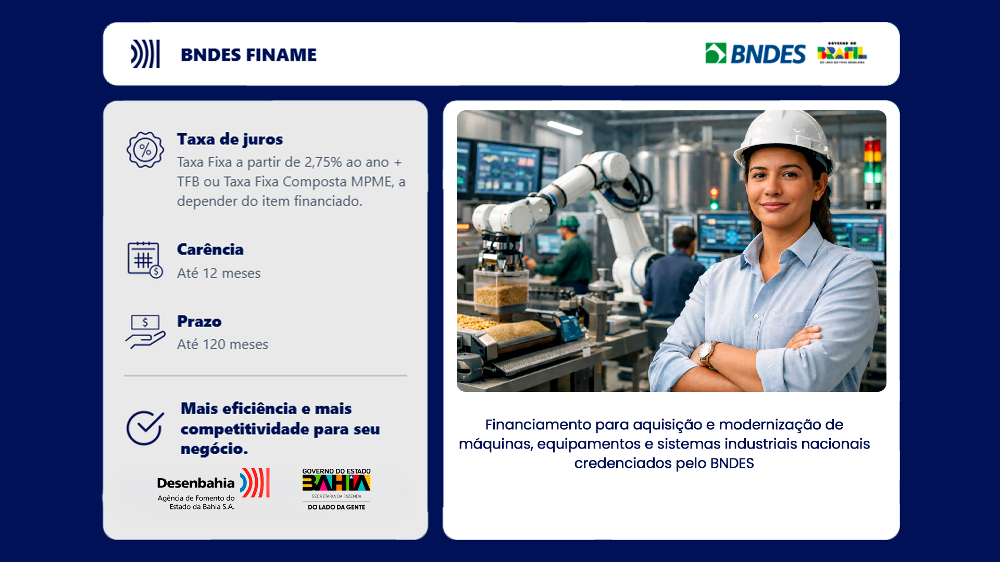 BNDES FINAME
BNDES
GOVERNO DO
BRASIL
DO LADO DO POVO BRASILEIRO
Taxa de juros
Taxa Fixa a partir de 2,75% ao ano +
TFB ou Taxa Fixa Composta MPME, a
depender do item financiado.
Carência
Até 12 meses
Prazo
Até 120 meses
Mais eficiência e mais
competitividade para seu
negócio.
Desenbahia
Agência de Fomento do
Estado da Bahia S.A.
GOVERNO DO ESTADO
BAHIA
SECRETARIA DA FAZENDA
DO LADO DA GENTE
Financiamento para aquisição e modernização de
máquinas, equipamentos e sistemas industriais nacionais
credenciados pelo BNDES